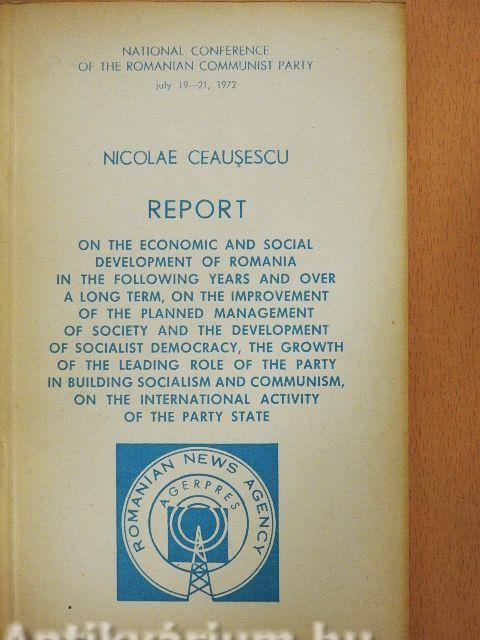 NATIONAL CONFERENCE
OF THE ROMANIAN COMMUNIST PARTY
july 19—21, 1972
NICOLAE CEAUŞESCU
REPORT
ON THE ECONOMIC AND SOCIAL
DEVELOPMENT OF ROMANIA
IN THE FOLLOWING YEARS AND OVER
A LONG TERM, ON THE IMPROVEMENT
OF THE PLANNED MANAGEMENT
OF SOCIETY AND THE DEVELOPMENT
OF SOCIALIST DEMOCRACY, THE GROWTH
OF THE LEADING ROLE OF THE PARTY
IN BUILDING SOCIALISM AND COMMUNISM,
ON THE INTERNATIONAL ACTIVITY
OF THE PARTY STATE
ROMANIAN NEWS AGENCY
AGERPRES
Antikvárium.hu